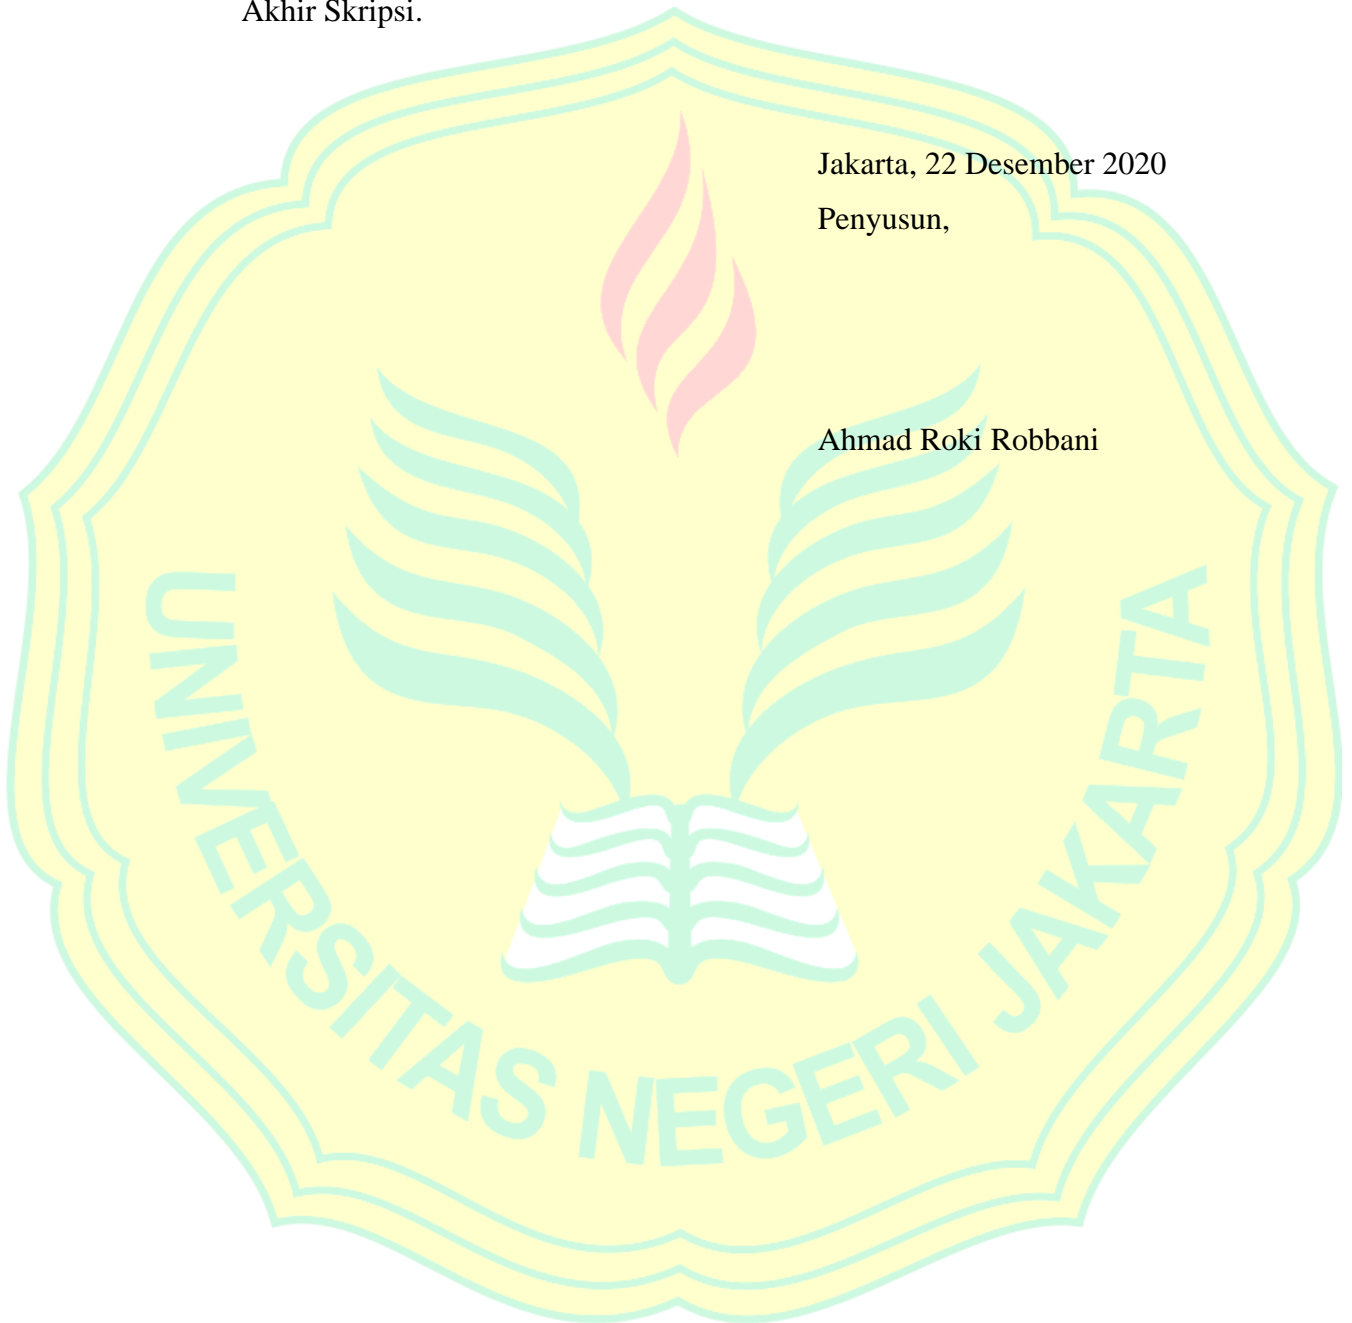 Akhir Skripsi.
Jakarta, 22 Desember 2020
Penyusun,
Ahmad Roki Robbani
UNIVERSITAS NEGERI JAKARTA